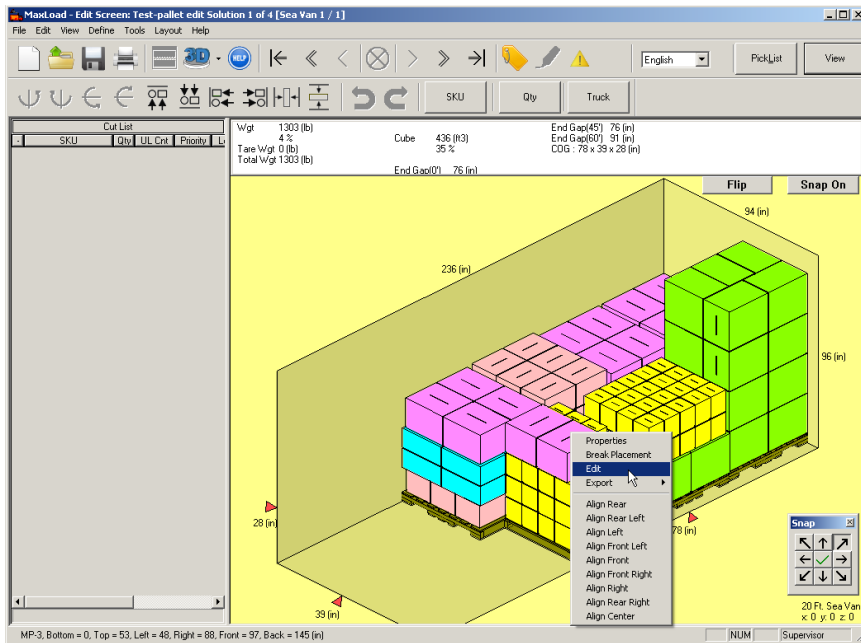 MaxLoad - Edit Screen: Test-pallet edit Solution 1 of 4 [Sea Van 1 / 1]
File Edit View Define Tools Layout Help
3D HELP English PickList View
SKU Qty Truck
Cut List
- SKU Qty UL Cnt Priority
Wgt 1303 (lb)
4 %
Tare Wgt 0 (lb)
Total Wgt 1303 (lb)
Cube 436 (ft3)
35 %
End Gap(0') 76 (in)
End Gap(45') 76 (in)
End Gap(60') 91 (in)
COG : 78 x 39 x 28 (in)
Flip Snap On
94 (in)
236 (in)
96 (in)
Properties
Break Placement
Edit
Export
Align Rear
Align Rear Left
Align Left
Align Front Left
Align Front
Align Front Right
Align Right
Align Rear Right
Align Center
28 (in)
78 (in)
39 (in)
Snap
20 Ft. Sea Van
x: 0 y: 0 z: 0
MP-3, Bottom = 0, Top = 53, Left = 48, Right = 88, Front = 97, Back = 145 (in)
NUM Supervisor